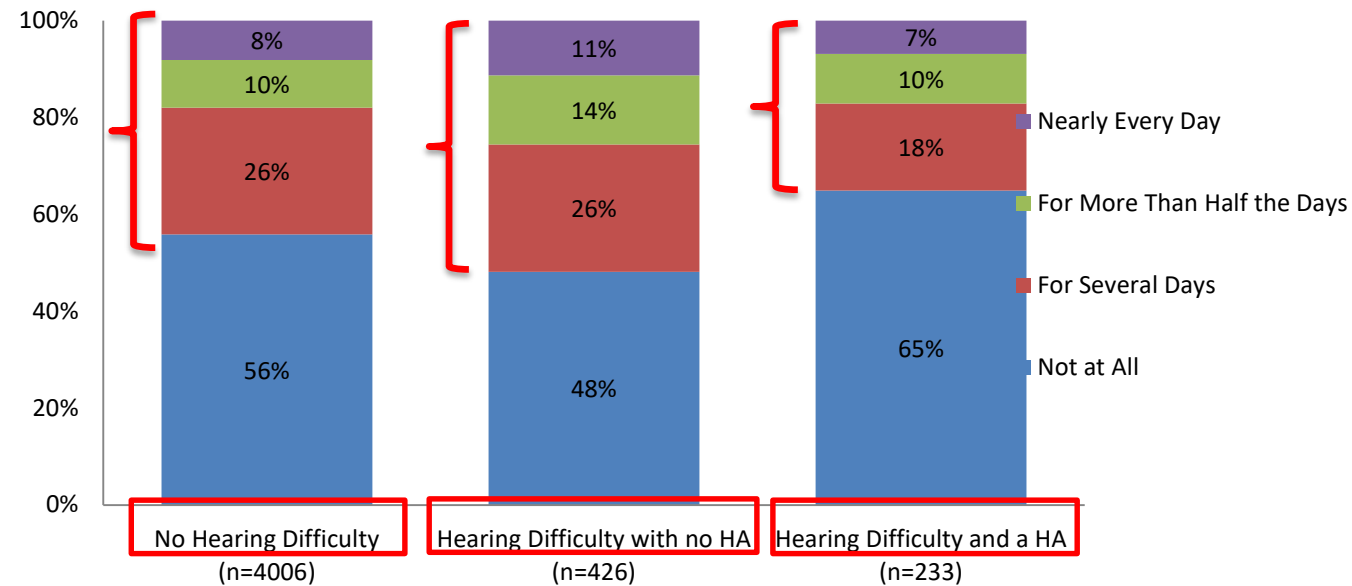 100%
80%
60%
40%
20%
0%
8%
10%
26%
56%
11%
14%
26%
48%
7%
10%
18%
65%
Nearly Every Day
For More Than Half the Days
For Several Days
Not at All
No Hearing Difficulty
(n=4006)
Hearing Difficulty with no HA
(n=426)
Hearing Difficulty and a HA
(n=233)